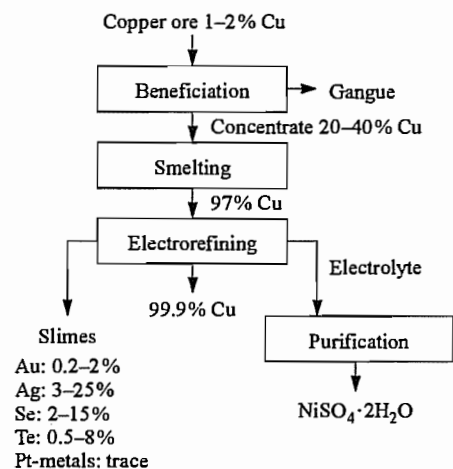 Copper ore 1–2% Cu
Beneficiation
Gangue
Concentrate 20–40% Cu
Smelting
97% Cu
Electrorefining
Electrolyte
99.9% Cu
Slimes
Au: 0.2–2%
Ag: 3–25%
Se: 2–15%
Te: 0.5–8%
Pt-metals: trace
Purification
NiSO₄·2H₂O